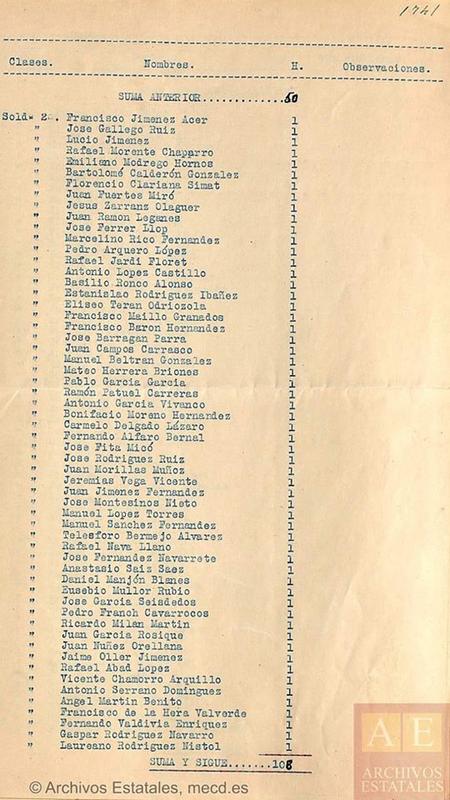 1741
Clases. Nombres. H. Observaciones.
SUMA ANTERIOR.............50
Sold- 2ª. Francisco Jimenez Acer 1
" Jose Gallego Ruiz 1
" Lucio Jimenez 1
" Rafael Morente Chaparro 1
" Emiliano Modrego Hornos 1
" Bartolomé Calderón Gonzalez 1
" Florencio Clariana Simat 1
" Juan Fuertes Miró 1
" Jesus Zarranz Olaguer 1
" Juan Ramon Leganes 1
" Jose Ferrer Llop 1
" Marcelino Rico Fernandez 1
" Pedro Arquero López 1
" Rafael Jardi Floret 1
" Antonio Lopez Castillo 1
" Basilio Ronco Alonso 1
" Estanislao Rodriguez Ibañez 1
" Eliseo Teran Odriozola 1
" Francisco Maillo Granados 1
" Francisco Baron Hernandez 1
" Jose Barragan Parra 1
" Juan Campos Carrasco 1
" Manuel Beltran Gonzalez 1
" Mateo Herrera Briones 1
" Pablo Garcia Garcia 1
" Ramón Patuel Carreras 1
" Antonio Garcia Vivanco 1
" Bonifacio Moreno Hernandez 1
" Carmelo Delgado Lázaro 1
" Fernando Alfaro Bernal 1
" Jose Fita Micó 1
" Jose Rodriguez Ruiz 1
" Juan Morillas Muñoz 1
" Jeremias Vega Vicente 1
" Juan Jimenez Fernandez 1
" Jose Montesinos Nieto 1
" Manuel Lopez Torres 1
" Manuel Sanchez Fernandez 1
" Telesforo Bermejo Alvarez 1
" Rafael Nava Llano 1
" Jose Fernandez Navarrete 1
" Anastasio Saiz Saez 1
" Daniel Manjón Blanes 1
" Eusebio Mullor Rubio 1
" Jose Garcia Seisdedos 1
" Pedro Franch Cavarrocos 1
" Ricardo Milan Martin 1
" Juan Garcia Rosique 1
" Juan Nuñez Orellana 1
" Jaime Oller Jimenez 1
" Rafael Abad Lopez 1
" Vicente Chamorro Arquillo 1
" Antonio Serrano Dominguez 1
" Angel Martin Benito 1
" Francisco de la Hera Valverde 1
" Fernando Valdivia Enriquez 1
" Gaspar Rodriguez Navarro 1
" Laureano Rodriguez Nistol 1
SUMA Y SIGUE......108
AE
ARCHIVOS
ESTATALES
© Archivos Estatales, mecd.es